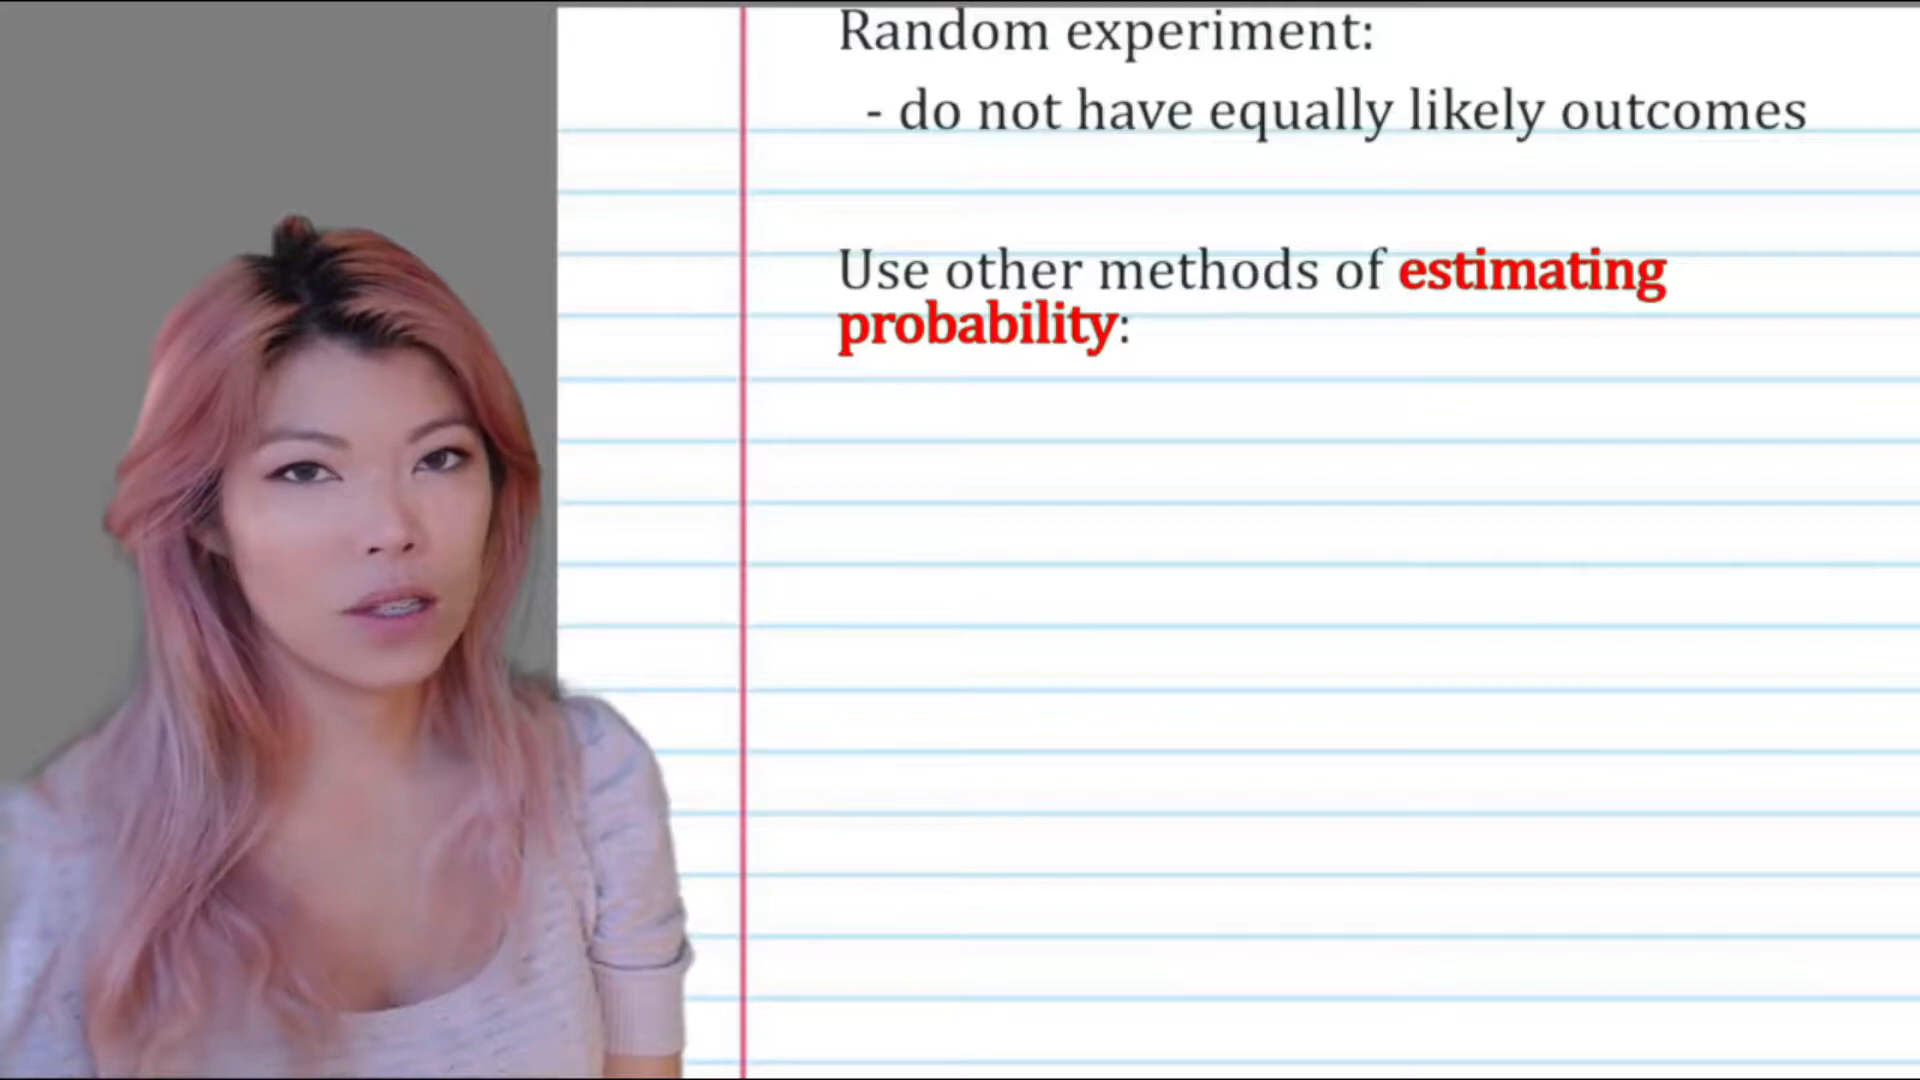 Random experiment:
- do not have equally likely outcomes
Use other methods of estimating
probability: